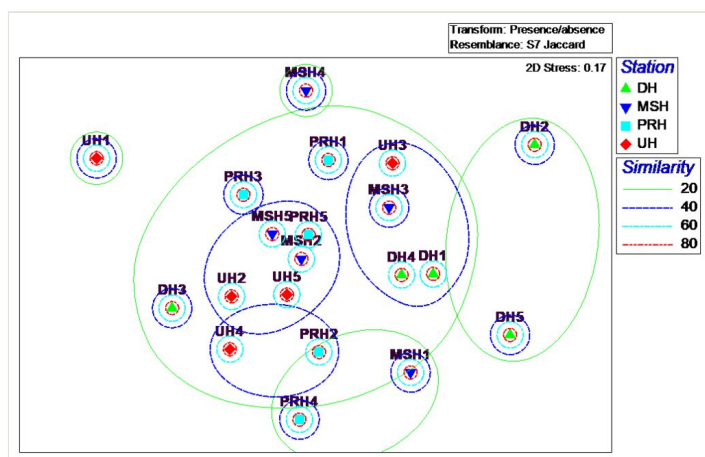 Transform: Presence/absence
Resemblance: S7 Jaccard
2D Stress: 0.17
Station
DH
MSH
PRH
UH
Similarity
20
40
60
80
MSH4
DH2
UH1
PRH1
UH3
PRH3
MSH3
MSH5
PRH5
MSH2
DH4
DH1
UH2
UH5
DH3
DH5
UH4
PRH2
MSH1
PRH4